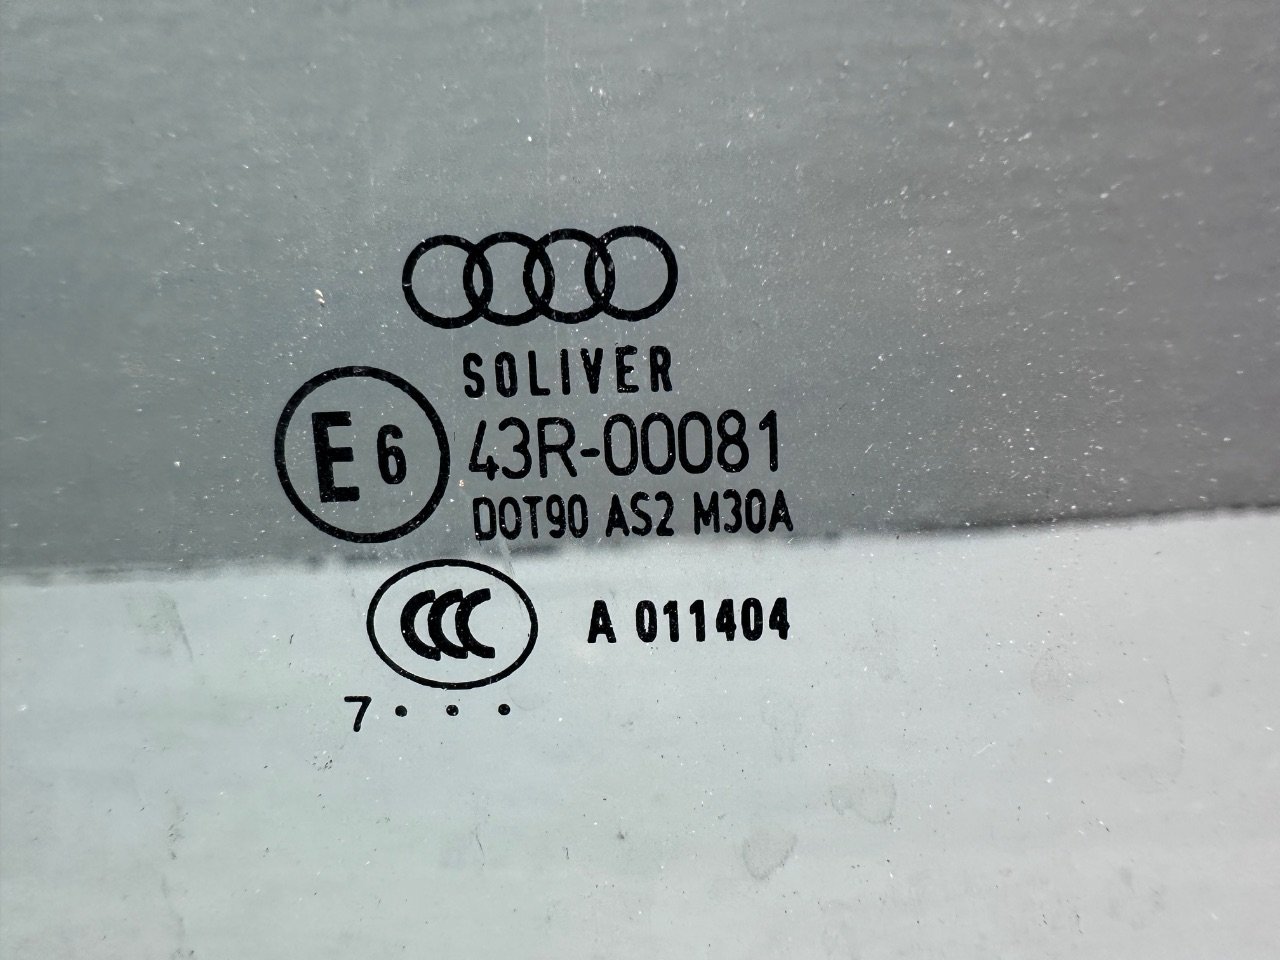 SOLIVER
E6 43R-00081
DOT90 AS2 M30A
CCC A 011404
7 • • •